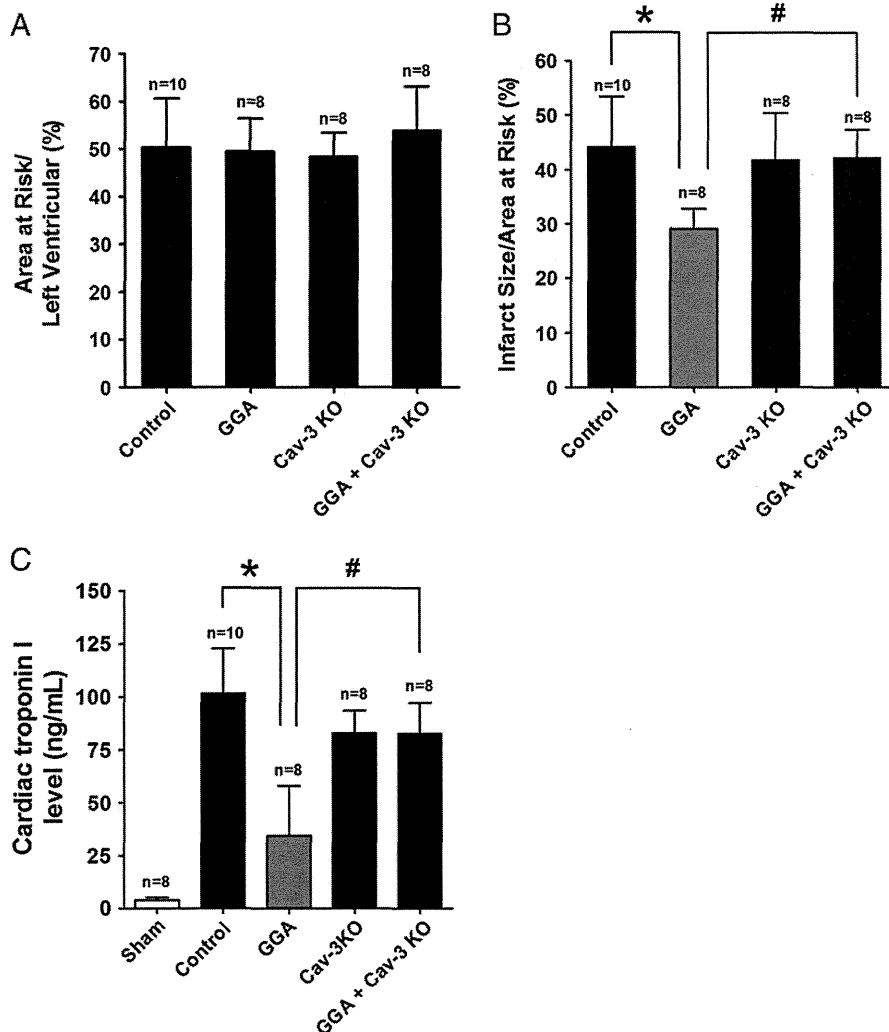 A
Area at Risk/
Left Ventricular (%)
70
60
50
40
30
20
10
0
n=10
n=8
n=8
n=8
Control
GGA
Cav-3 KO
GGA + Cav-3 KO
B
Infarct Size/Area at Risk (%)
60
50
40
30
20
10
0
*
#
n=10
n=8
n=8
n=8
Control
GGA
Cav-3 KO
GGA + Cav-3 KO
C
Cardiac troponin I
level (ng/mL)
150
125
100
75
50
25
0
*
#
n=8
n=10
n=8
n=8
n=8
Sham
Control
GGA
Cav-3KO
GGA + Cav-3 KO